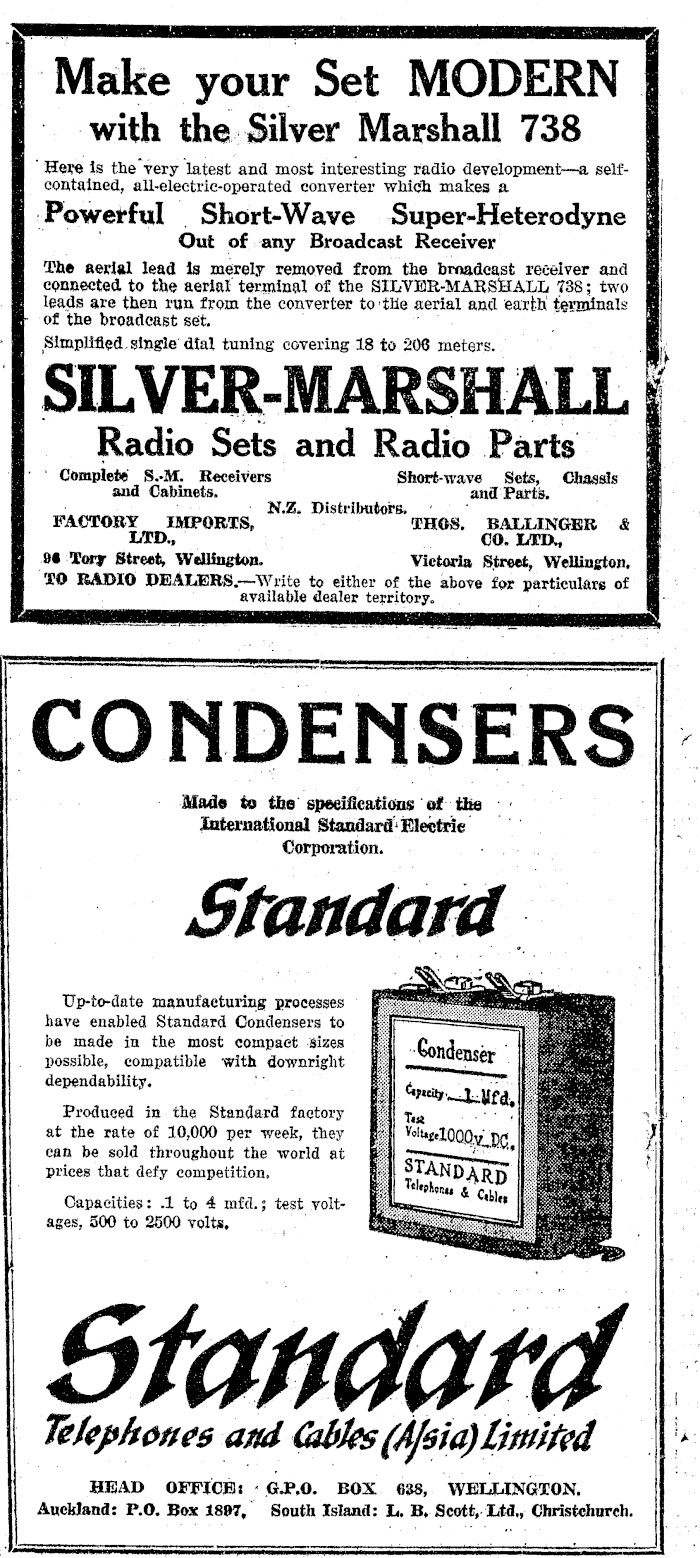 Make your Set MODERN
with the Silver Marshall 738
Here is the very latest and most interesting radio development—a self-
contained, all-electric-operated converter which makes a
Powerful Short-Wave Super-Heterodyne
Out of any Broadcast Receiver
The aerial lead is merely removed from the broadcast receiver and
connected to the aerial terminal of the SILVER-MARSHALL 738; two
leads are then run from the converter to the aerial and earth terminals
of the broadcast set.
Simplified single dial tuning covering 18 to 206 meters.
SILVER-MARSHALL
Radio Sets and Radio Parts
Complete S.-M. Receivers
and Cabinets.
Short-wave Sets, Chassis
and Parts.
N.Z. Distributors.
FACTORY IMPORTS,
LTD.,
96 Tory Street, Wellington.
THOS. BALLINGER &
CO. LTD.,
Victoria Street, Wellington.
TO RADIO DEALERS.—Write to either of the above for particulars of
available dealer territory.
CONDENSERS
Made to the specifications of the
International Standard Electric
Corporation.
Standard
Up-to-date manufacturing processes
have enabled Standard Condensers to
be made in the most compact sizes
possible, compatible with downright
dependability.
Produced in the Standard factory
at the rate of 10,000 per week, they
can be sold throughout the world at
prices that defy competition.
Capacities: .1 to 4 mfd.; test volt-
ages, 500 to 2500 volts.
Condenser
Capacity 1 Mfd.
Test
Voltage 1000v DC.
STANDARD
Telephones & Cables
Standard
Telephones and Cables (A/sia) Limited
HEAD OFFICE: G.P.O. BOX 638, WELLINGTON.
Auckland: P.O. Box 1897, South Island: L. B. Scott, Ltd., Christchurch.